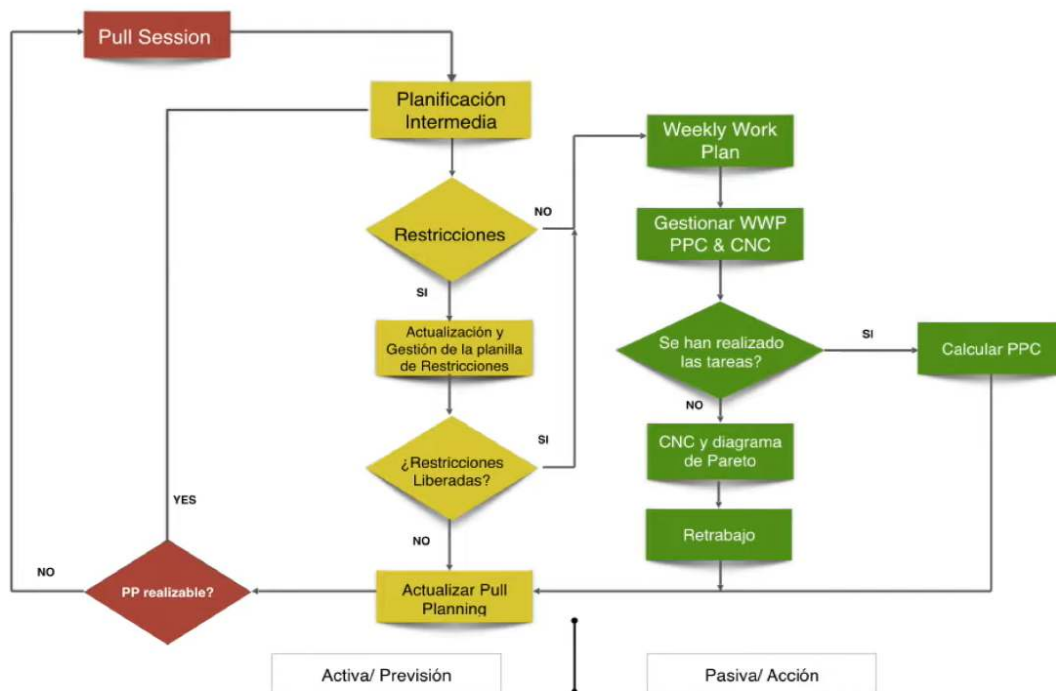 Pull Session
Planificación
Intermedia
Weekly Work
Plan
NO
Restricciones
Gestionar WWP
PPC & CNC
SI
Actualización y
Gestión de la planilla
de Restricciones
Se han realizado
las tareas?
SI
Calcular PPC
NO
SI
¿Restricciones
Liberadas?
CNC y diagrama
de Pareto
YES
NO
Retrabajo
NO
PP realizable?
Actualizar Pull
Planning
Activa/ Previsión
Pasiva/ Acción